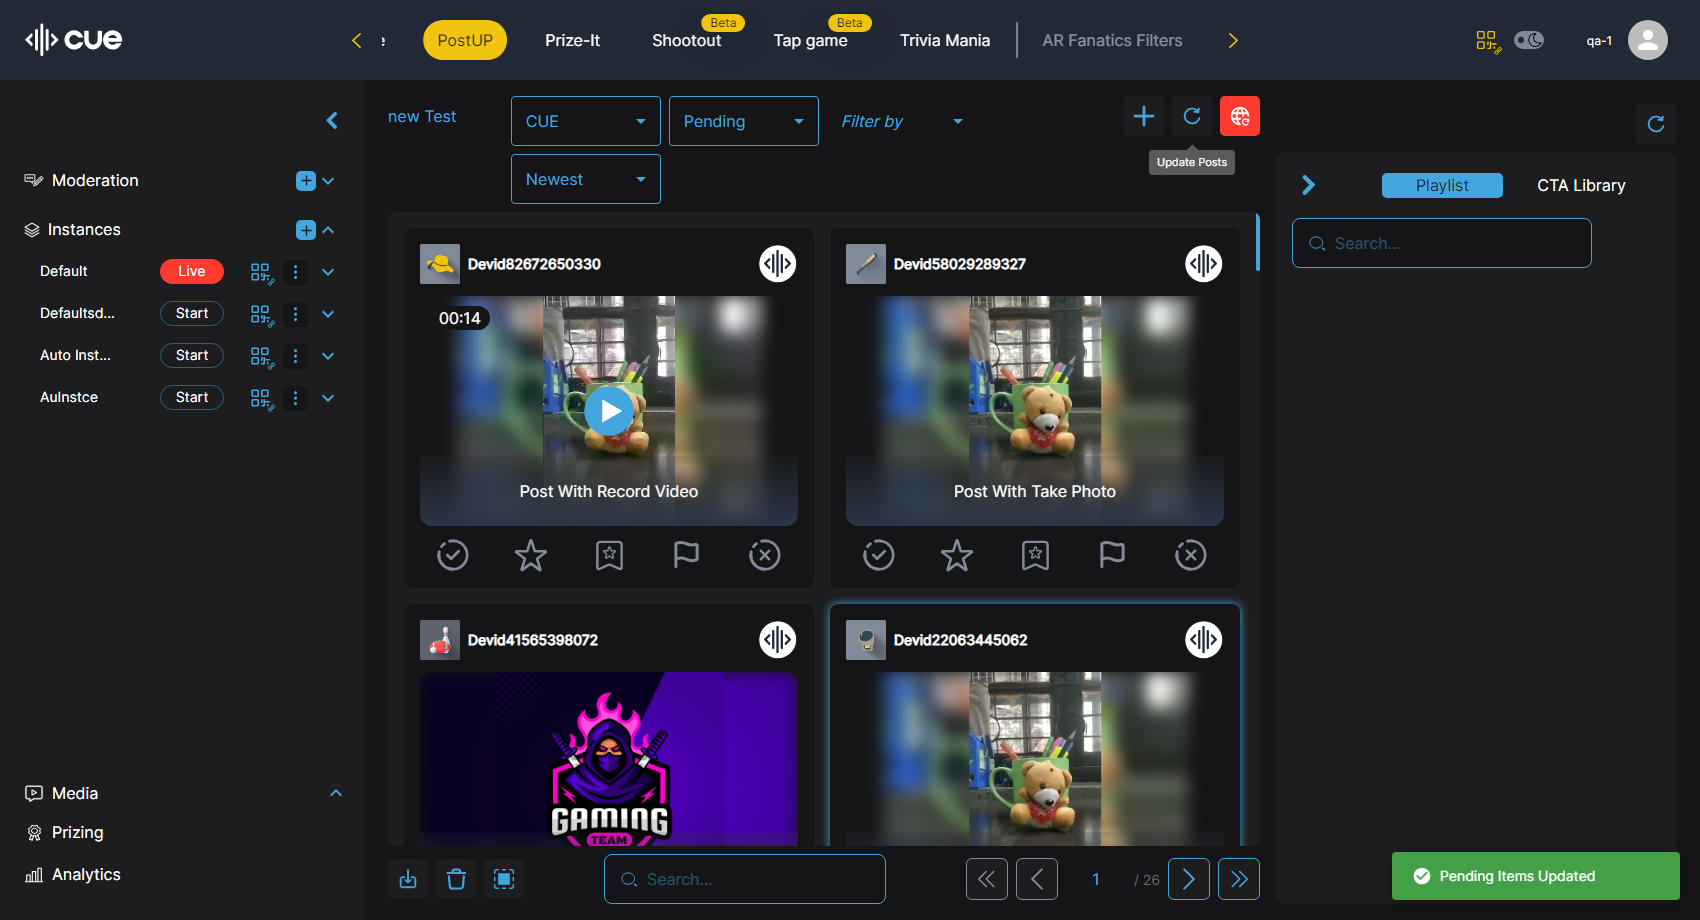 cue
PostUP
Prize-It
Beta
Shootout
Beta
Tap game
Trivia Mania
AR Fanatics Filters
qa-1
new Test
CUE
Pending
Filter by
Newest
Update Posts
Playlist
CTA Library
Search...
Moderation
Instances
Default
Live
Defaultsd...
Start
Auto Inst...
Start
AuInstce
Start
Media
Prizing
Analytics
Devid82672650330
00:14
Post With Record Video
Devid58029289327
Post With Take Photo
Devid41565398072
GAMING
TEAM
Devid22063445062
Search...
1
/ 26
Pending Items Updated